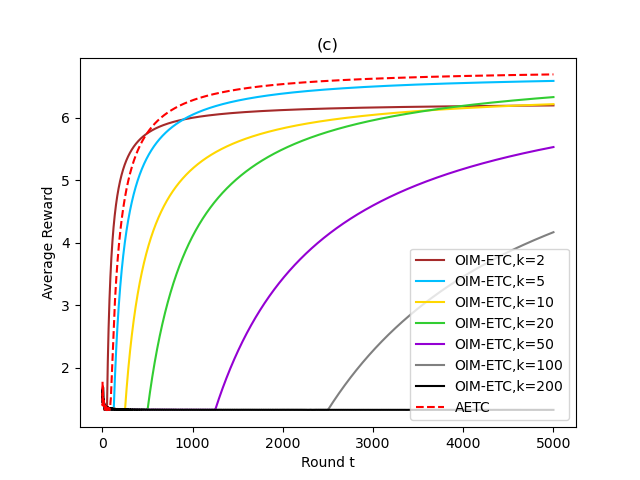 (c)
Average Reward
6
5
4
3
2
0
1000
2000
3000
4000
5000
Round t
OIM-ETC,k=2
OIM-ETC,k=5
OIM-ETC,k=10
OIM-ETC,k=20
OIM-ETC,k=50
OIM-ETC,k=100
OIM-ETC,k=200
AETC